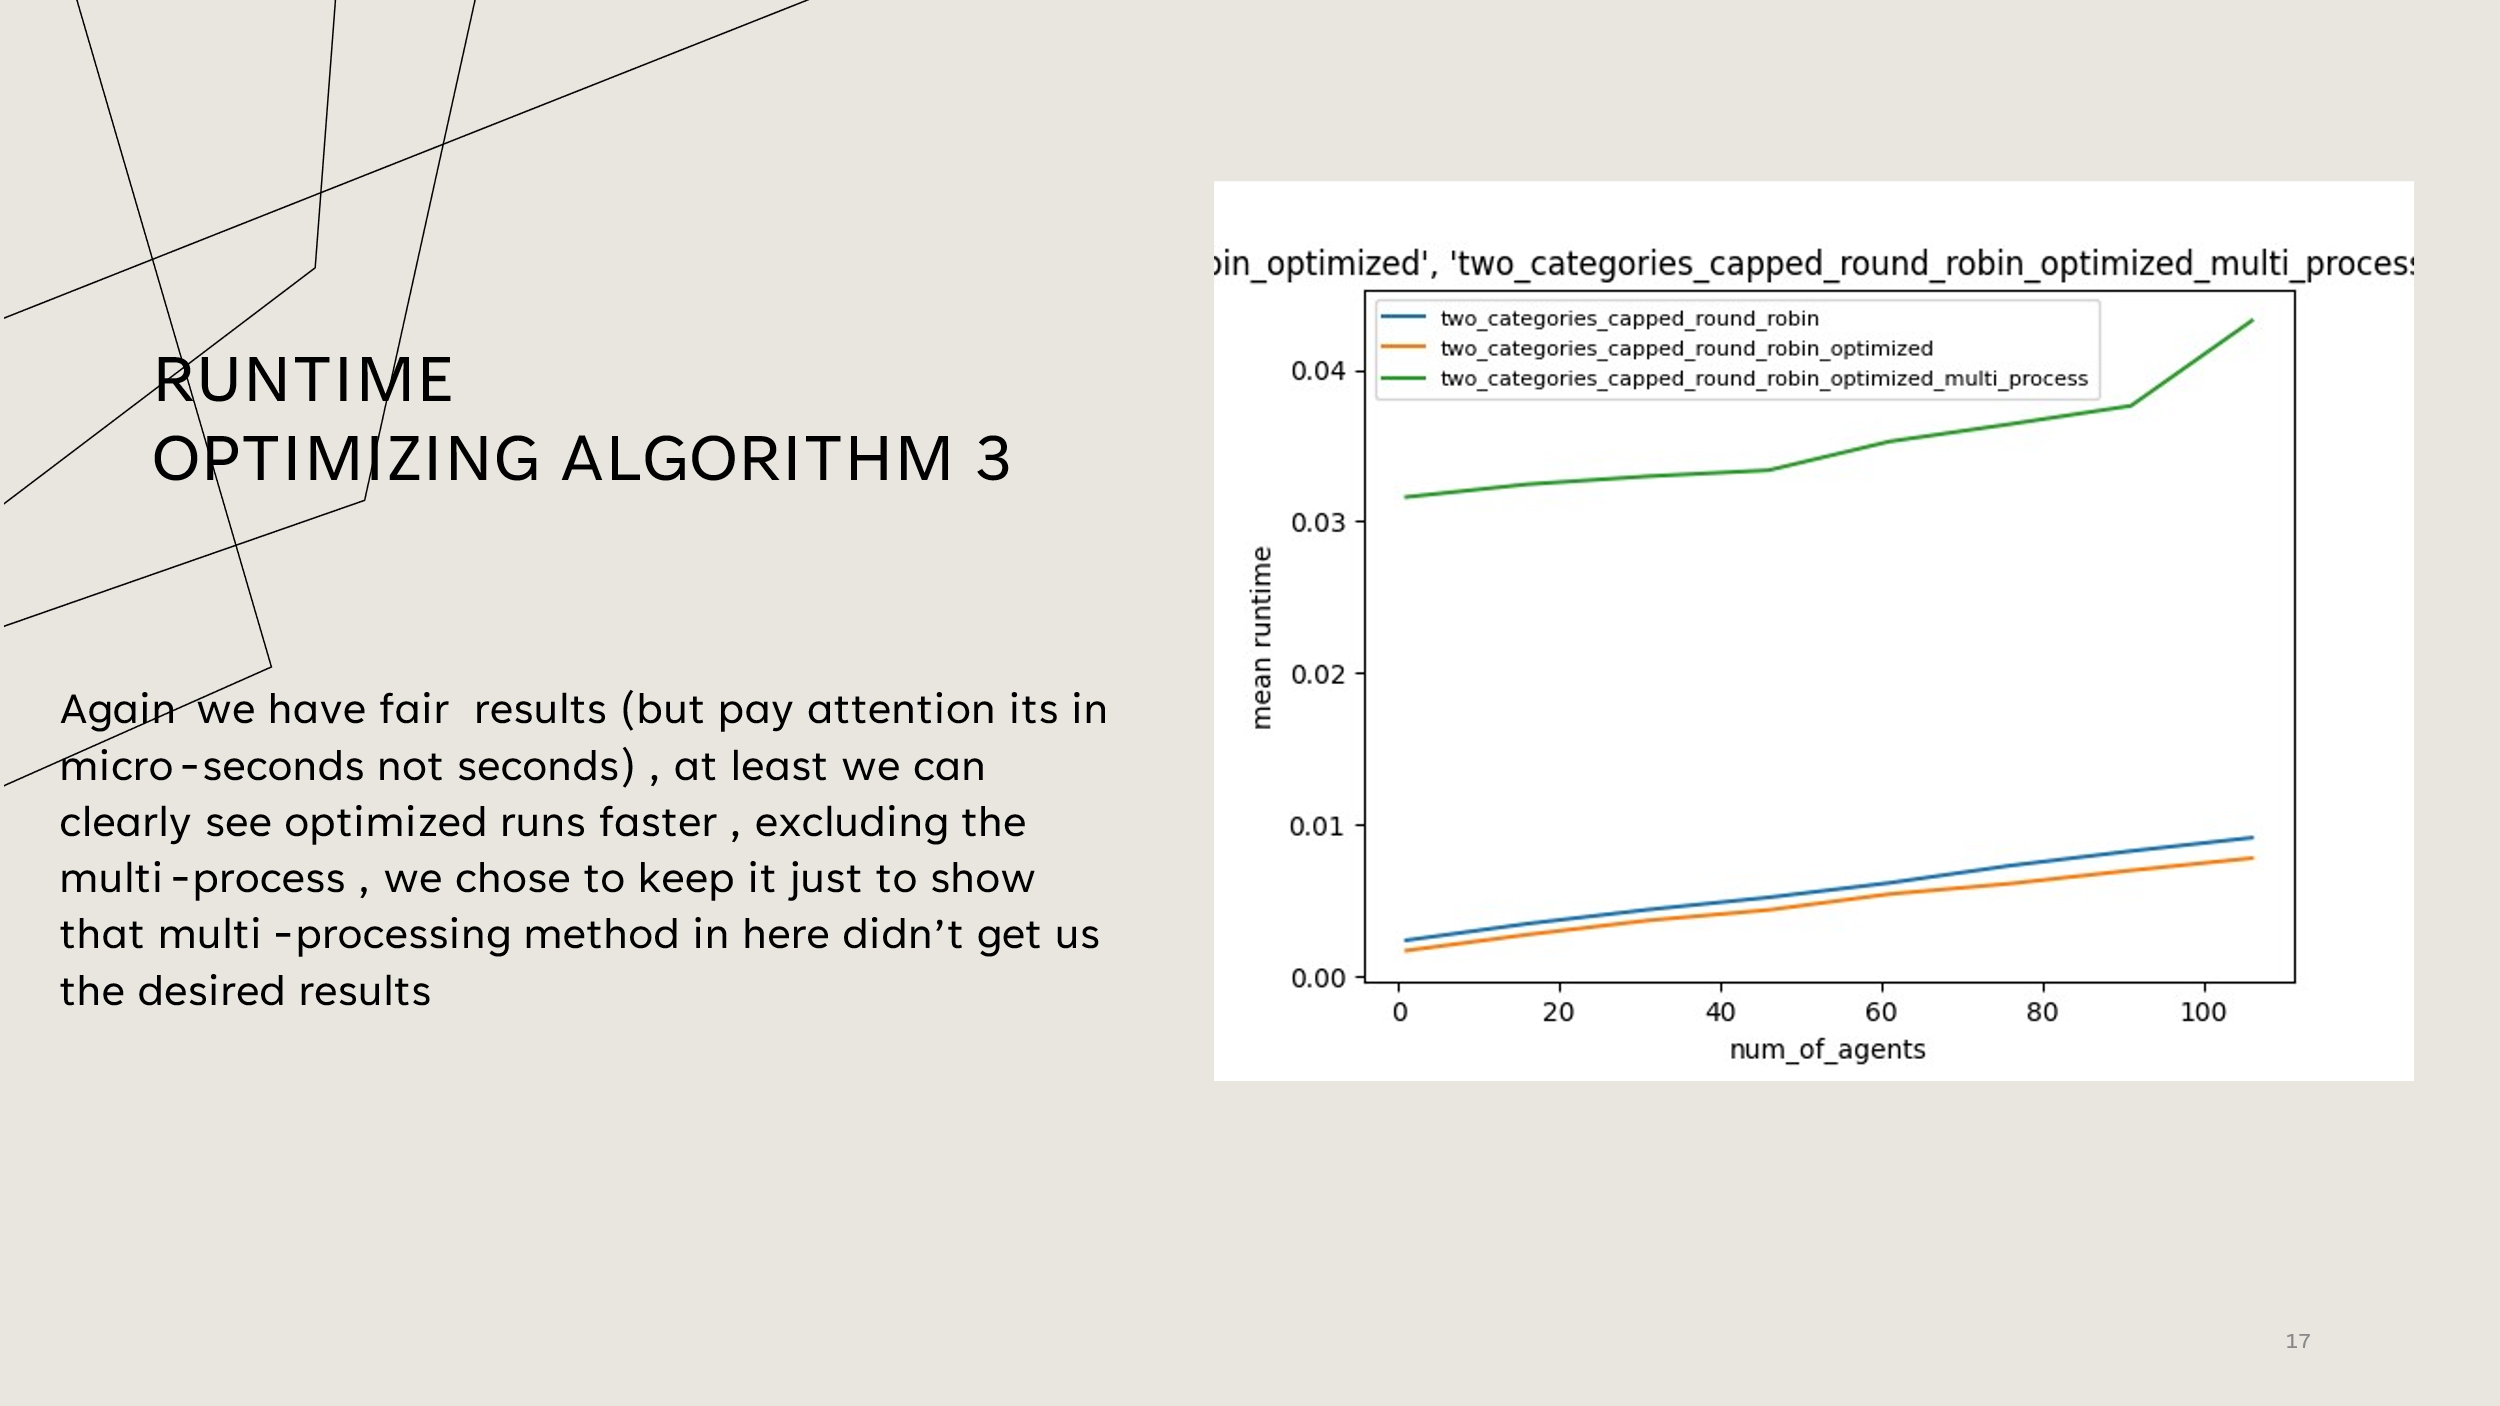 RUNTIME
OPTIMIZING ALGORITHM 3
Again we have fair results (but pay attention its in
micro-seconds not seconds) , at least we can
clearly see optimized runs faster , excluding the
multi-process , we chose to keep it just to show
that multi-processing method in here didn’t get us
the desired results
bin_optimized', 'two_categories_capped_round_robin_optimized_multi_process
two_categories_capped_round_robin
two_categories_capped_round_robin_optimized
two_categories_capped_round_robin_optimized_multi_process
0.04
0.03
0.02
0.01
0.00
mean runtime
0 20 40 60 80 100
num_of_agents
17